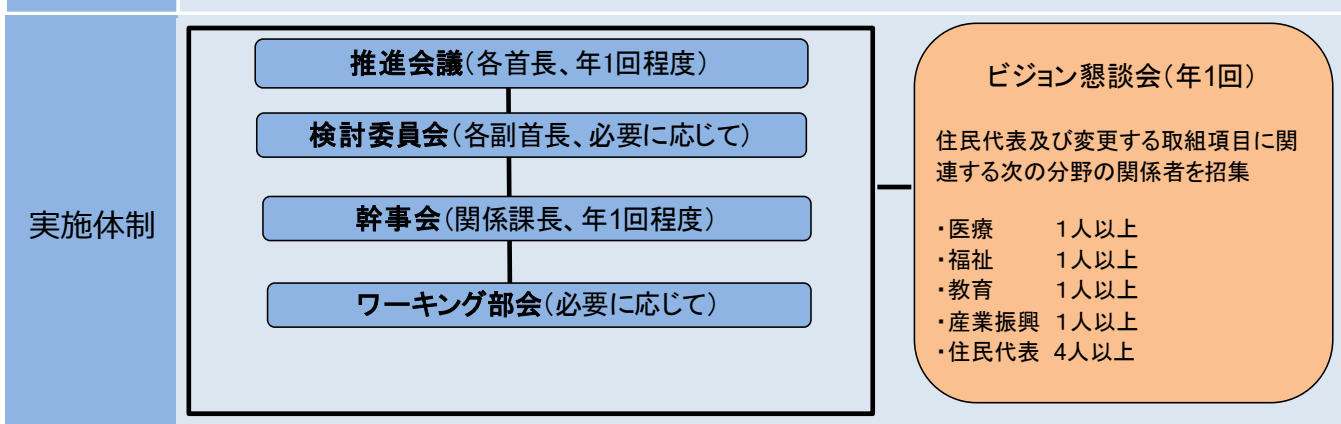 実施体制
推進会議(各首長、年1回程度)
検討委員会(各副首長、必要に応じて)
幹事会(関係課長、年1回程度)
ワーキング部会(必要に応じて)
ビジョン懇談会(年1回)
住民代表及び変更する取組項目に関
連する次の分野の関係者を招集
・医療 1人以上
・福祉 1人以上
・教育 1人以上
・産業振興 1人以上
・住民代表 4人以上